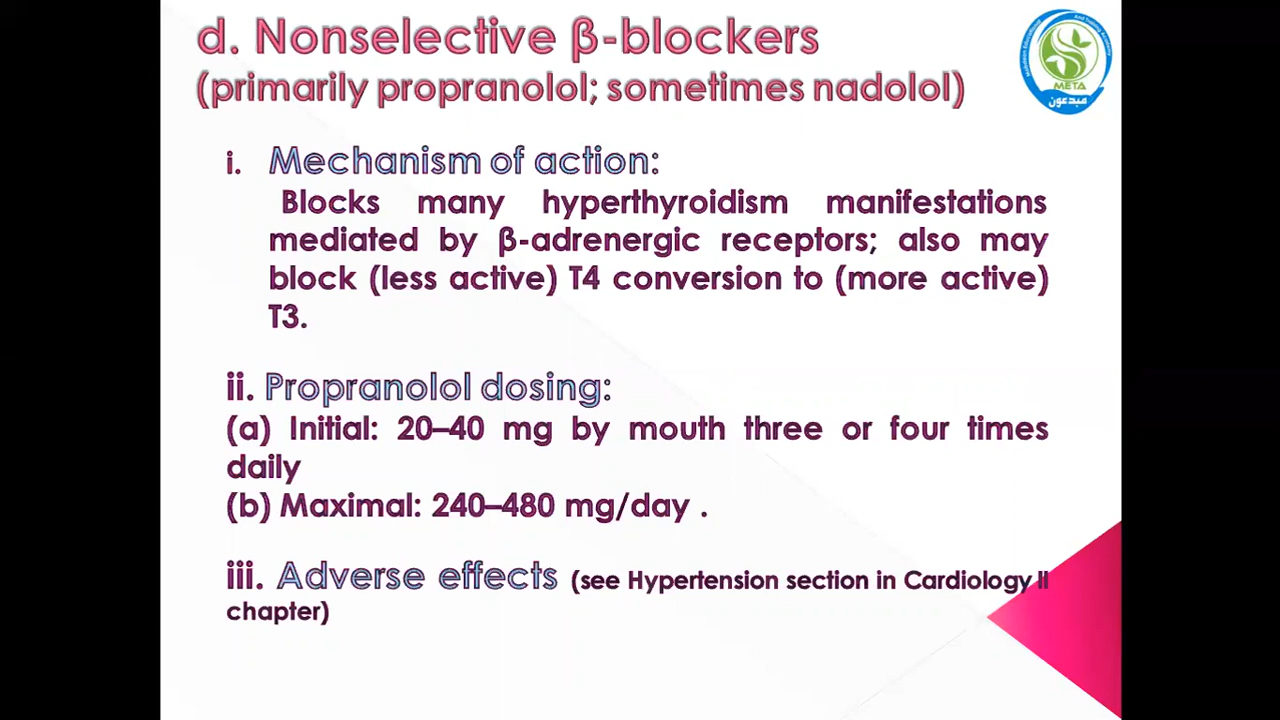 d. Nonselective β-blockers
(primarily propranolol; sometimes nadolol)
META
مبدعون
i. Mechanism of action:
Blocks many hyperthyroidism manifestations
mediated by β-adrenergic receptors; also may
block (less active) T4 conversion to (more active)
T3.
ii. Propranolol dosing:
(a) Initial: 20–40 mg by mouth three or four times
daily
(b) Maximal: 240–480 mg/day .
iii. Adverse effects (see Hypertension section in Cardiology II
chapter)